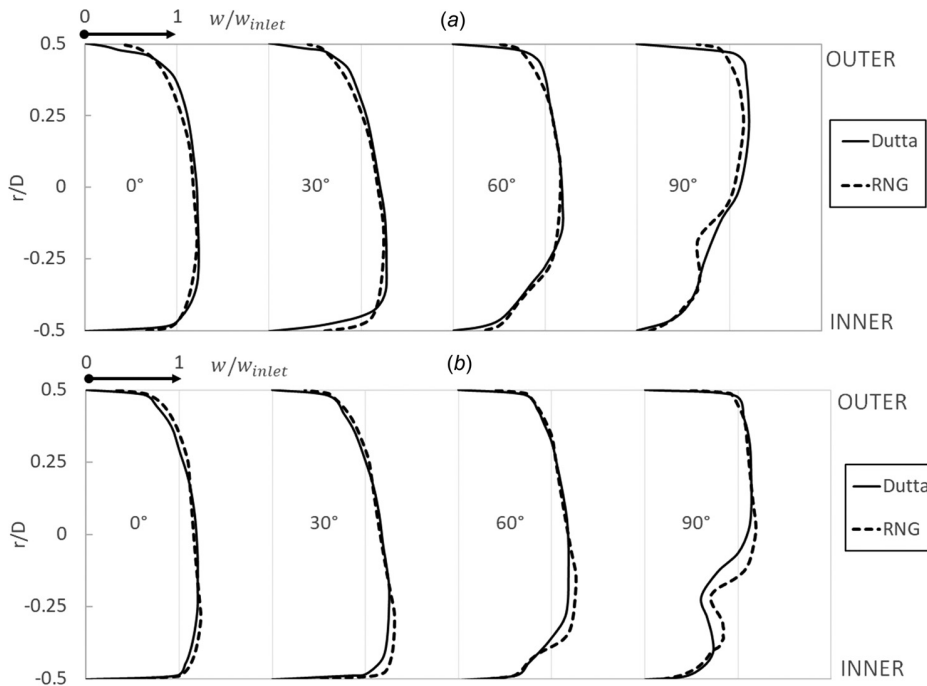 0 1 w/w_inlet (a)
0.5 OUTER
0.25
Dutta
r/D 0 0° 30° 60° 90° RNG
-0.25
-0.5 INNER
0 1 w/w_inlet (b)
0.5 OUTER
0.25
Dutta
r/D 0 0° 30° 60° 90° RNG
-0.25
-0.5 INNER